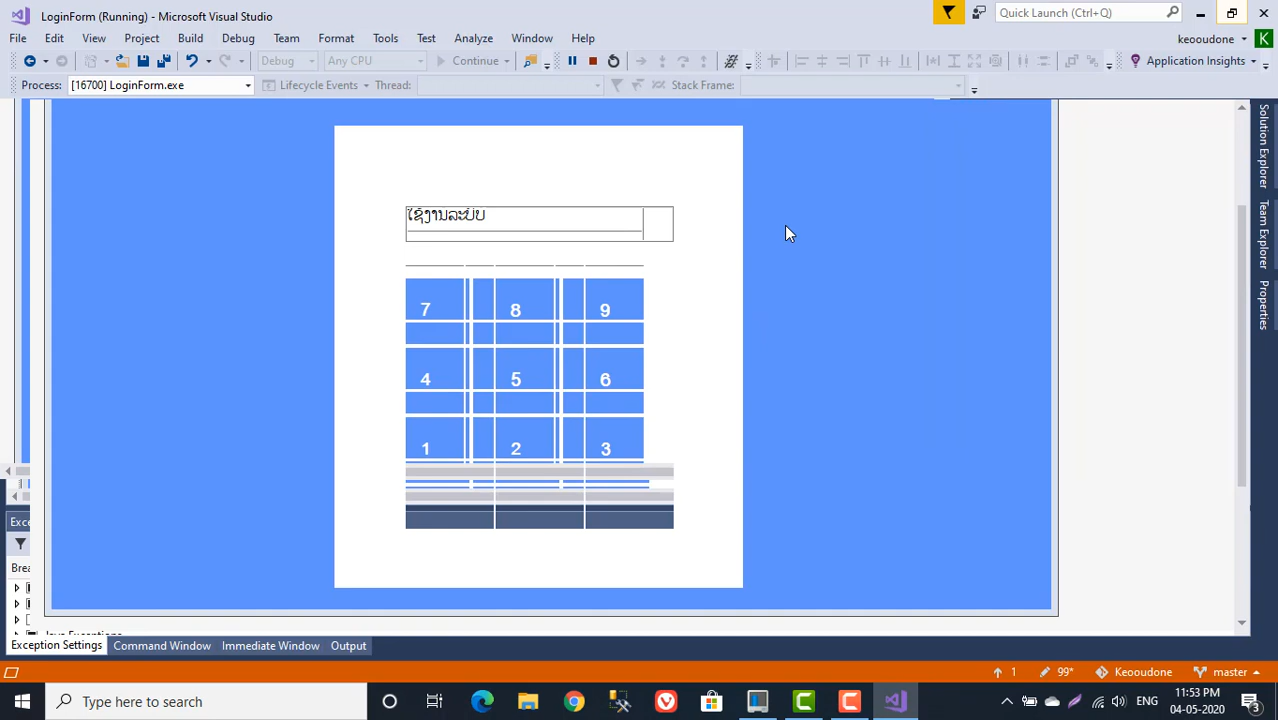 LoginForm (Running) - Microsoft Visual Studio
Quick Launch (Ctrl+Q)
File Edit View Project Build Debug Team Format Tools Test Analyze Window Help
keooudone K
Debug Any CPU Continue Application Insights
Process: [16700] LoginForm.exe Lifecycle Events Thread: Stack Frame:
ໃຊ້ງານລະບົບ
7 8 9
4 5 6
1 2 3
Solution Explorer
Team Explorer
Properties
Exce
Brea
Exception Settings Command Window Immediate Window Output
1 99* Keooudone master
Type here to search
ENG
11:53 PM
04-05-2020
3